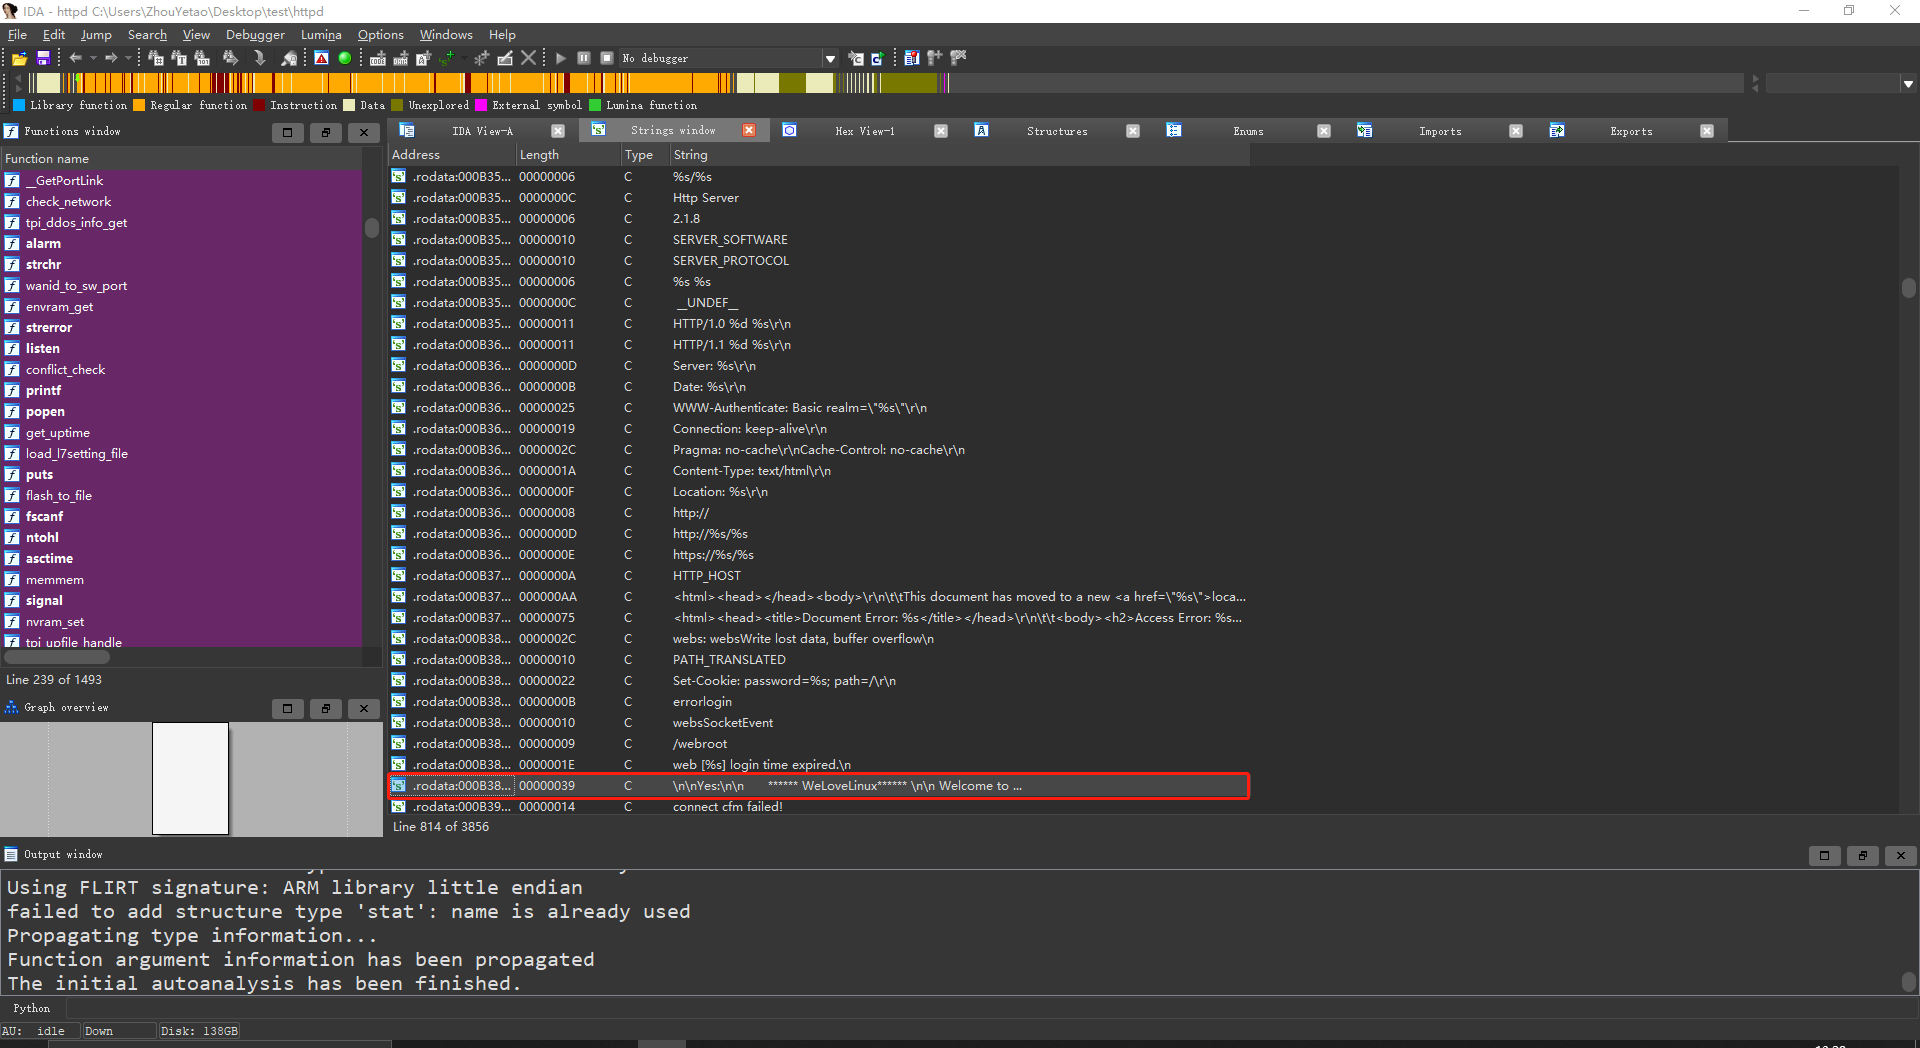 IDA - httpd C:\Users\ZhouYetao\Desktop\test\httpd
File Edit Jump Search View Debugger Lumina Options Windows Help
No debugger
Library function Regular function Instruction Data Unexplored External symbol Lumina function
Functions window
IDA View-A Strings window Hex View-1 Structures Enums Imports Exports
Function name
__GetPortLink
check_network
tpi_ddos_info_get
alarm
strchr
wanid_to_sw_port
envram_get
strerror
listen
conflict_check
printf
popen
get_uptime
load_l7setting_file
puts
flash_to_file
fscanf
ntohl
asctime
memmem
signal
nvram_set
tpi_upfile_handle
Line 239 of 1493
Graph overview
Address Length Type String
.rodata:000B35... 00000006 C %s/%s
.rodata:000B35... 0000000C C Http Server
.rodata:000B35... 00000006 C 2.1.8
.rodata:000B35... 00000010 C SERVER_SOFTWARE
.rodata:000B35... 00000010 C SERVER_PROTOCOL
.rodata:000B35... 00000006 C %s %s
.rodata:000B35... 0000000C C __UNDEF__
.rodata:000B35... 00000011 C HTTP/1.0 %d %s\r\n
.rodata:000B36... 00000011 C HTTP/1.1 %d %s\r\n
.rodata:000B36... 0000000D C Server: %s\r\n
.rodata:000B36... 0000000B C Date: %s\r\n
.rodata:000B36... 00000025 C WWW-Authenticate: Basic realm=\"%s\"\r\n
.rodata:000B36... 00000019 C Connection: keep-alive\r\n
.rodata:000B36... 0000002C C Pragma: no-cache\r\nCache-Control: no-cache\r\n
.rodata:000B36... 0000001A C Content-Type: text/html\r\n
.rodata:000B36... 0000000F C Location: %s\r\n
.rodata:000B36... 00000008 C http://
.rodata:000B36... 0000000D C http://%s/%s
.rodata:000B36... 0000000E C https://%s/%s
.rodata:000B37... 0000000A C HTTP_HOST
.rodata:000B37... 000000AA C <html><head></head><body>\r\n\t\tThis document has moved to a new <a href=\"%s\">loca...
.rodata:000B37... 00000075 C <html><head><title>Document Error: %s</title></head>\r\n\t\t<body><h2>Access Error: %s...
.rodata:000B38... 0000002C C webs: websWrite lost data, buffer overflow\n
.rodata:000B38... 00000010 C PATH_TRANSLATED
.rodata:000B38... 00000022 C Set-Cookie: password=%s; path=/\r\n
.rodata:000B38... 0000000B C errorlogin
.rodata:000B38... 00000010 C websSocketEvent
.rodata:000B38... 00000009 C /webroot
.rodata:000B38... 0000001E C web [%s] login time expired.\n
.rodata:000B38... 00000039 C \n\nYes:\n\n ****** WeLoveLinux****** \n\n Welcome to ...
.rodata:000B39... 00000014 C connect cfm failed!
Line 814 of 3856
Output window
Using FLIRT signature: ARM library little endian
failed to add structure type 'stat': name is already used
Propagating type information...
Function argument information has been propagated
The initial autoanalysis has been finished.
Python
AU: idle Down Disk: 138GB